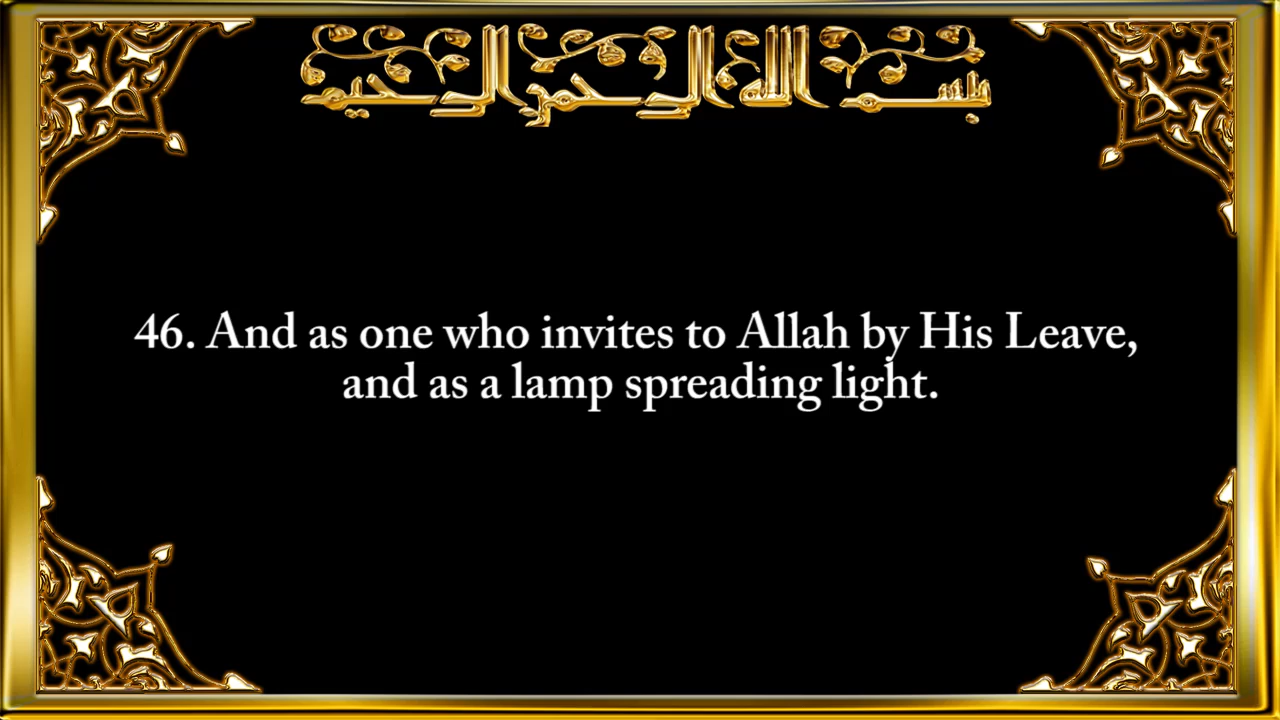 بسم الله الرحمن الرحيم
46. And as one who invites to Allah by His Leave,
and as a lamp spreading light.